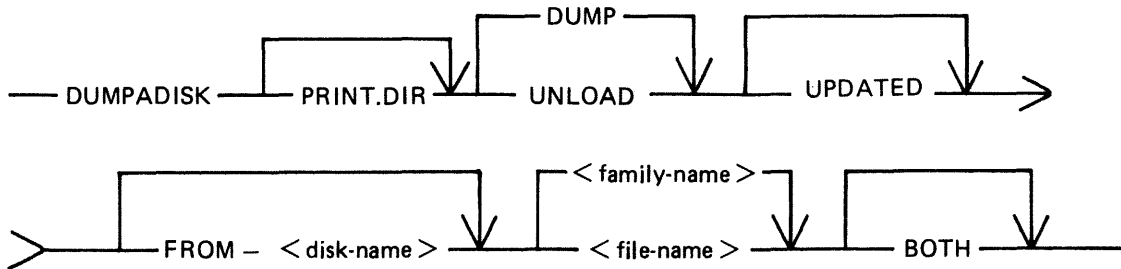 DUMP
DUMPADISK PRINT.DIR UNLOAD UPDATED
<family-name>
FROM – <disk-name> <file-name> BOTH